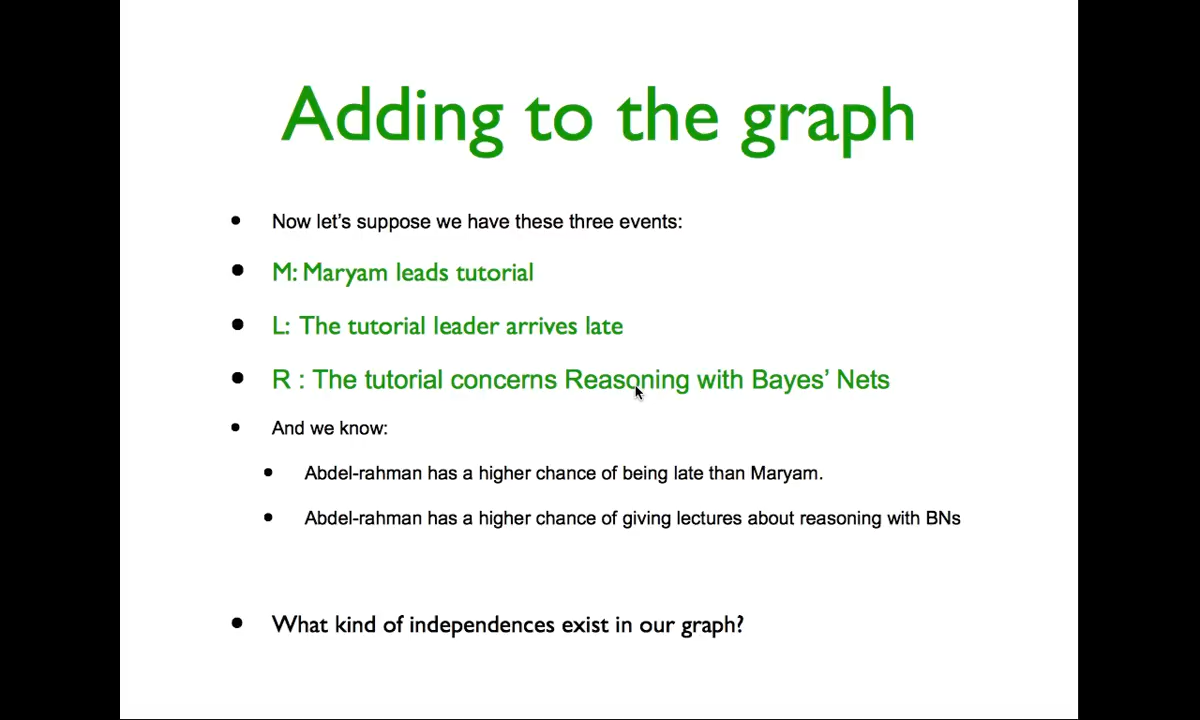 Adding to the graph
• Now let’s suppose we have these three events:
• M: Maryam leads tutorial
• L: The tutorial leader arrives late
• R : The tutorial concerns Reasoning with Bayes’ Nets
• And we know:
• Abdel-rahman has a higher chance of being late than Maryam.
• Abdel-rahman has a higher chance of giving lectures about reasoning with BNs
• What kind of independences exist in our graph?